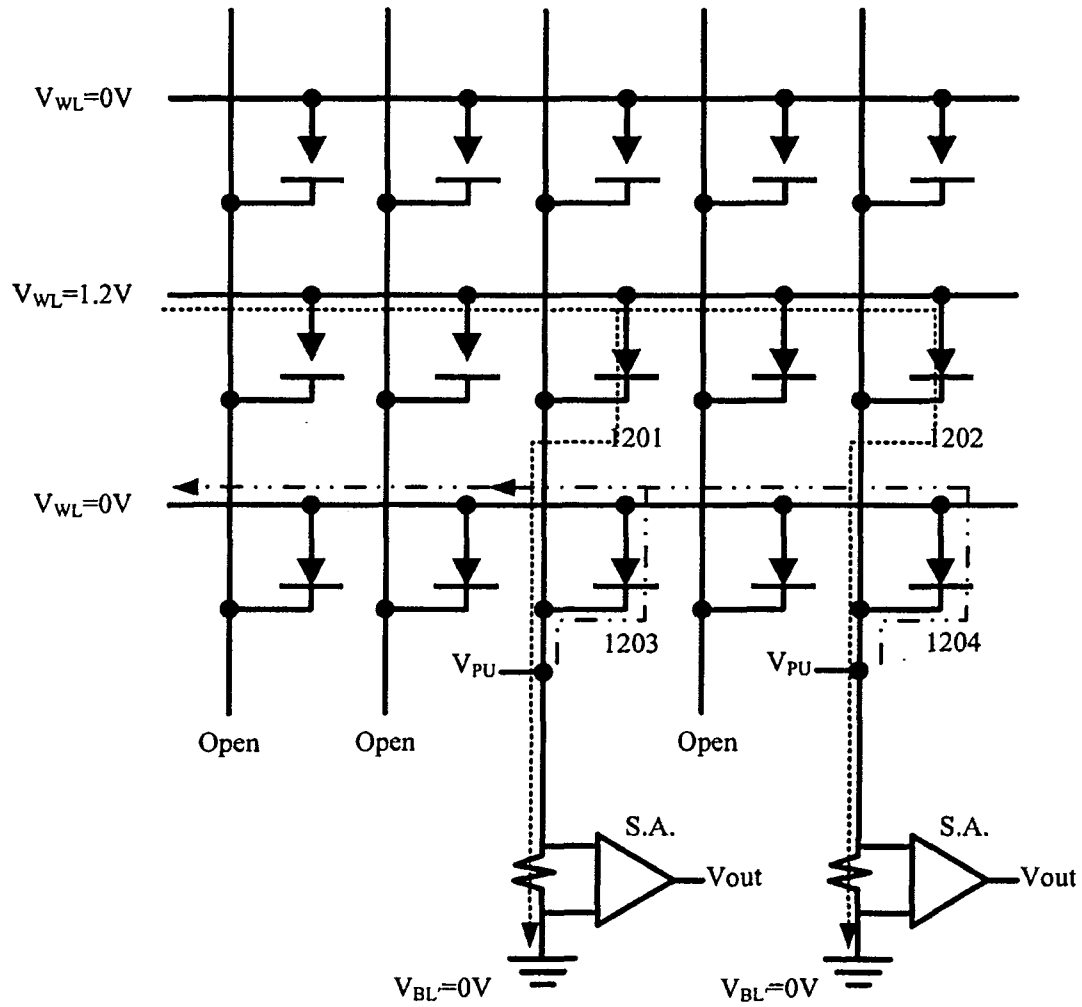 V_WL=0V
V_WL=1.2V
1201
1202
V_WL=0V
1203
1204
V_PU
V_PU
Open
Open
Open
S.A.
S.A.
Vout
Vout
V_BL=0V
V_BL=0V